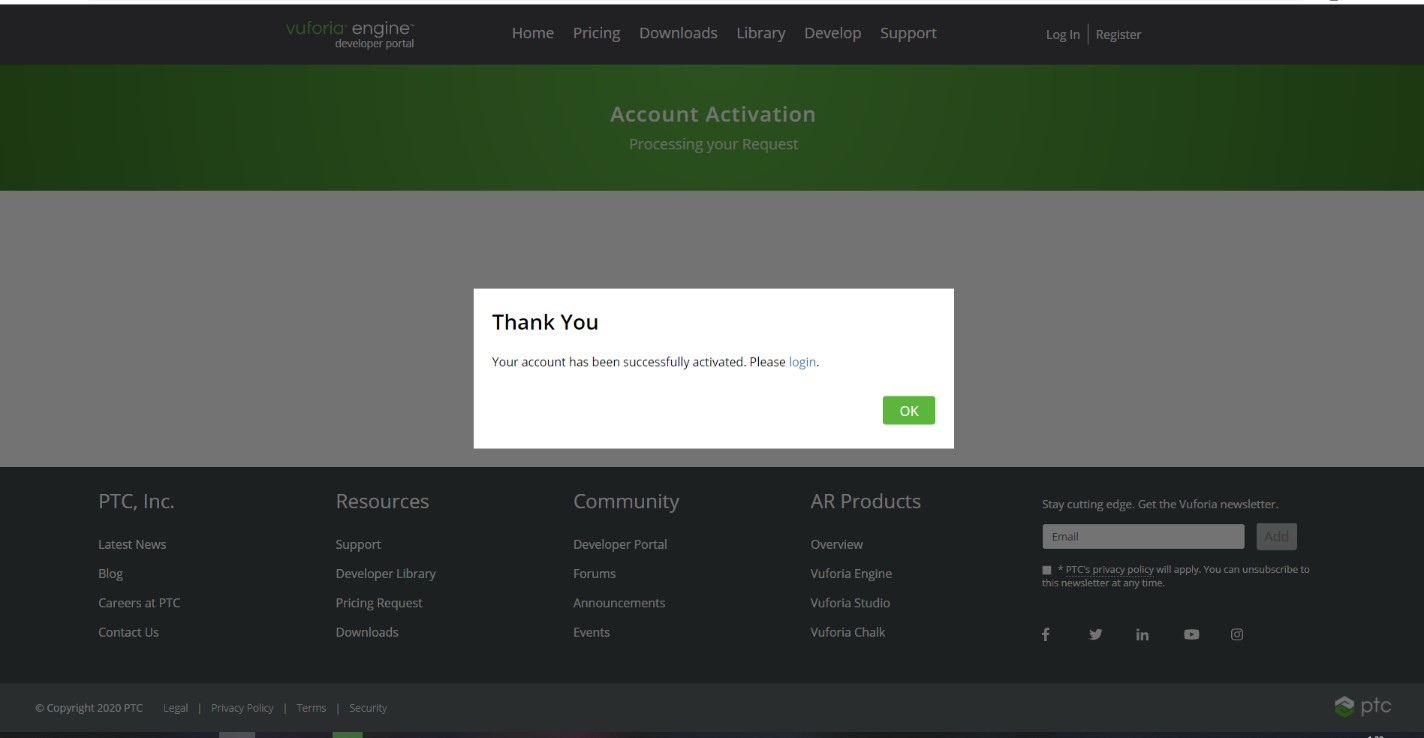 vuforia engine™
developer portal
Home Pricing Downloads Library Develop Support
Log In | Register
Account Activation
Processing your Request
Thank You
Your account has been successfully activated. Please login.
OK
PTC, Inc.
Latest News
Blog
Careers at PTC
Contact Us
Resources
Support
Developer Library
Pricing Request
Downloads
Community
Developer Portal
Forums
Announcements
Events
AR Products
Overview
Vuforia Engine
Vuforia Studio
Vuforia Chalk
Stay cutting edge. Get the Vuforia newsletter.
Email Add
* PTC's privacy policy will apply. You can unsubscribe to
this newsletter at any time.
© Copyright 2020 PTC Legal | Privacy Policy | Terms | Security
ptc